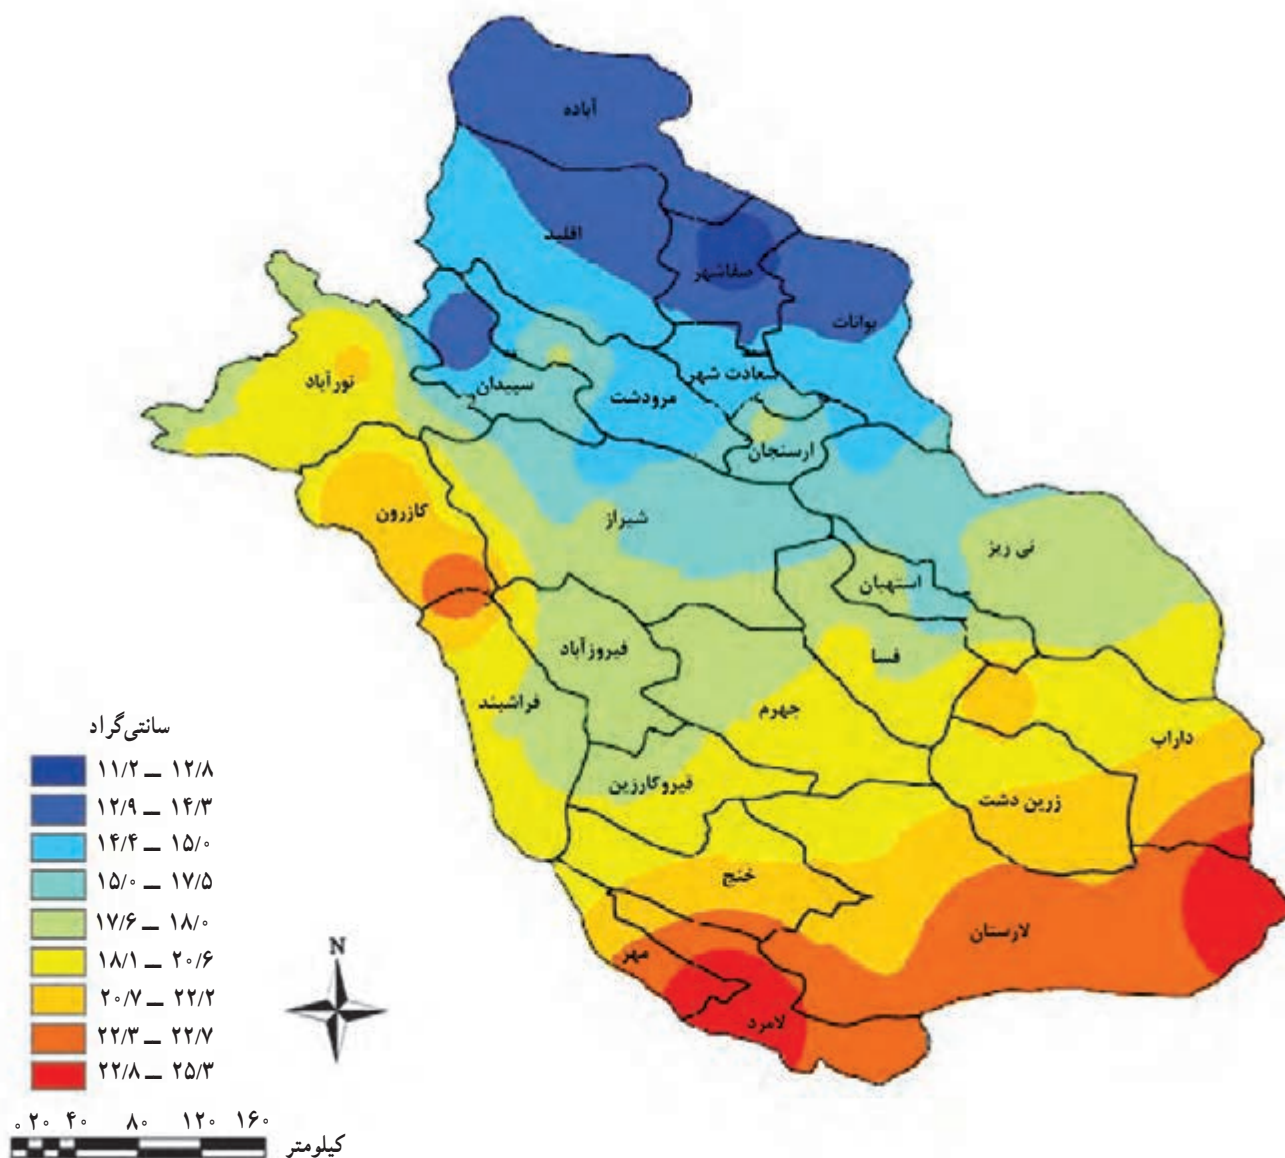 آباده
اقلید
صفاشهر
بوانات
نورآباد
سپیدان
مرودشت
سعادت شهر
ارسنجان
کازرون
شیراز
نی ریز
استهبان
فیروزآباد
فسا
فراشبند
جهرم
داراب
فیروکارزین
زرین دشت
خنج
لارستان
مهر
لامرد
سانتی‌گراد
۱۱/۲ – ۱۲/۸
۱۲/۹ – ۱۴/۳
۱۴/۴ – ۱۵/۰
۱۵/۰ – ۱۷/۵
۱۷/۶ – ۱۸/۰
۱۸/۱ – ۲۰/۶
۲۰/۷ – ۲۲/۲
۲۲/۳ – ۲۲/۷
۲۲/۸ – ۲۵/۳
N
۰ ۲۰ ۴۰ ۸۰ ۱۲۰ ۱۶۰
کیلومتر